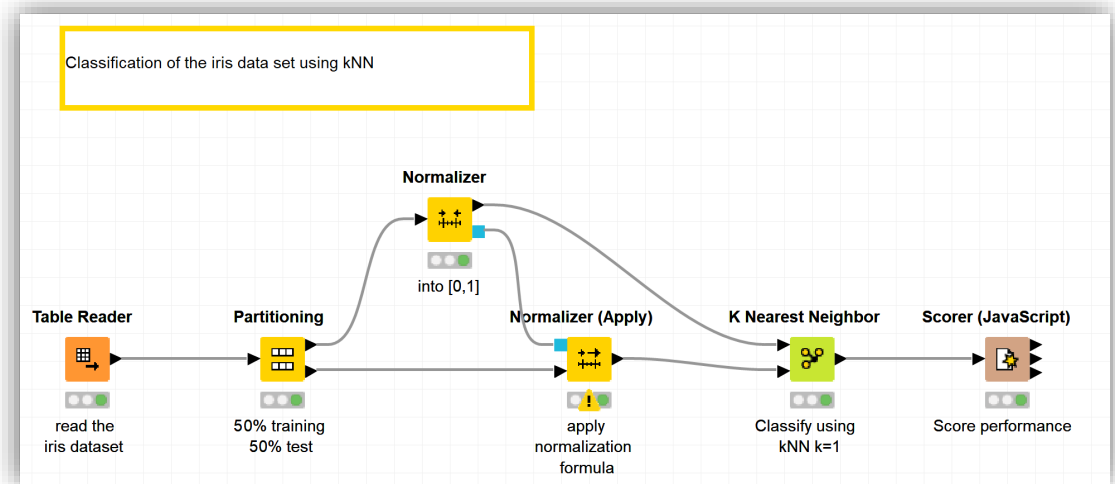 Classification of the iris data set using kNN
Normalizer
into [0,1]
Table Reader
read the
iris dataset
Partitioning
50% training
50% test
Normalizer (Apply)
apply
normalization
formula
K Nearest Neighbor
Classify using
kNN k=1
Scorer (JavaScript)
Score performance